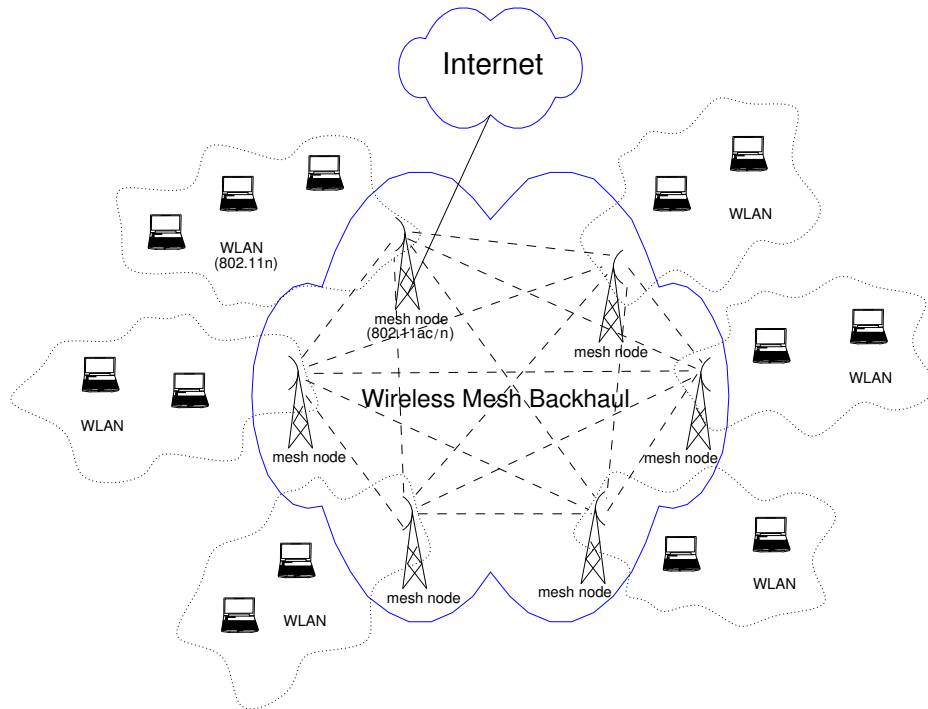 Internet
WLAN
WLAN
(802.11n)
mesh node
(802.11ac/n)
mesh node
Wireless Mesh Backhaul
WLAN
WLAN
mesh node
mesh node
WLAN
mesh node
mesh node
WLAN